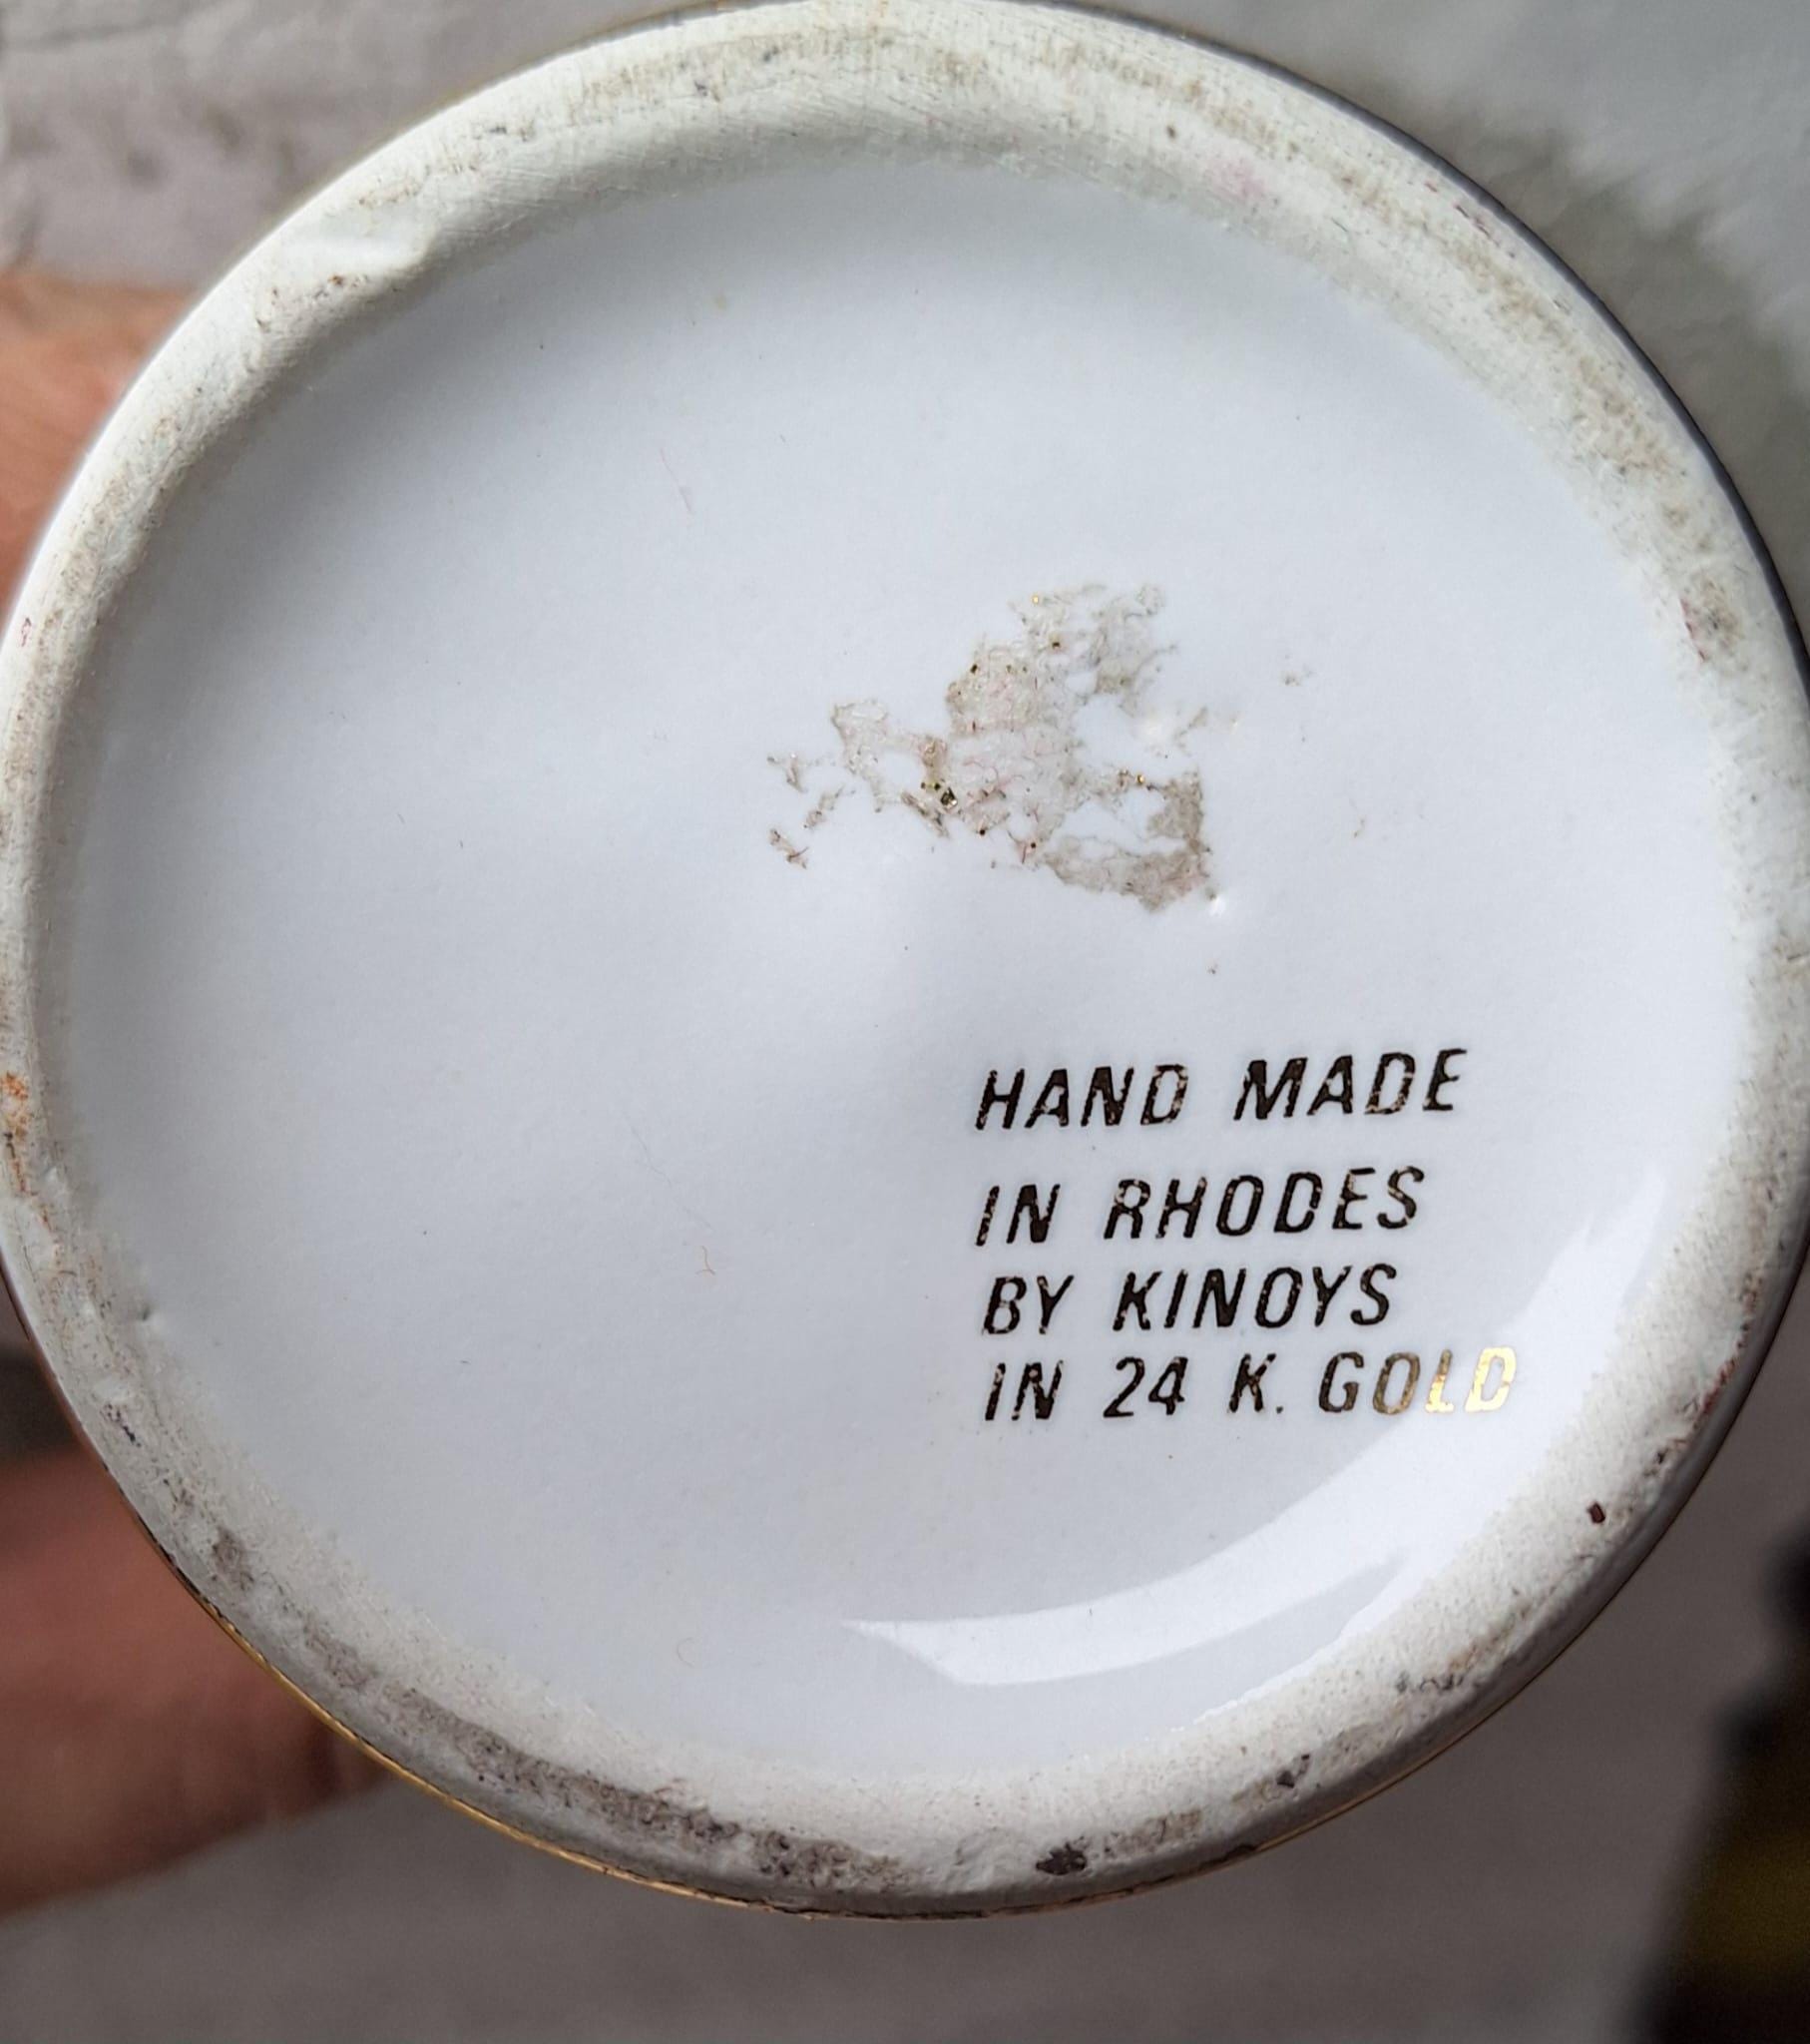 HAND MADE
IN RHODES
BY KINOYS
IN 24 K. GOLD